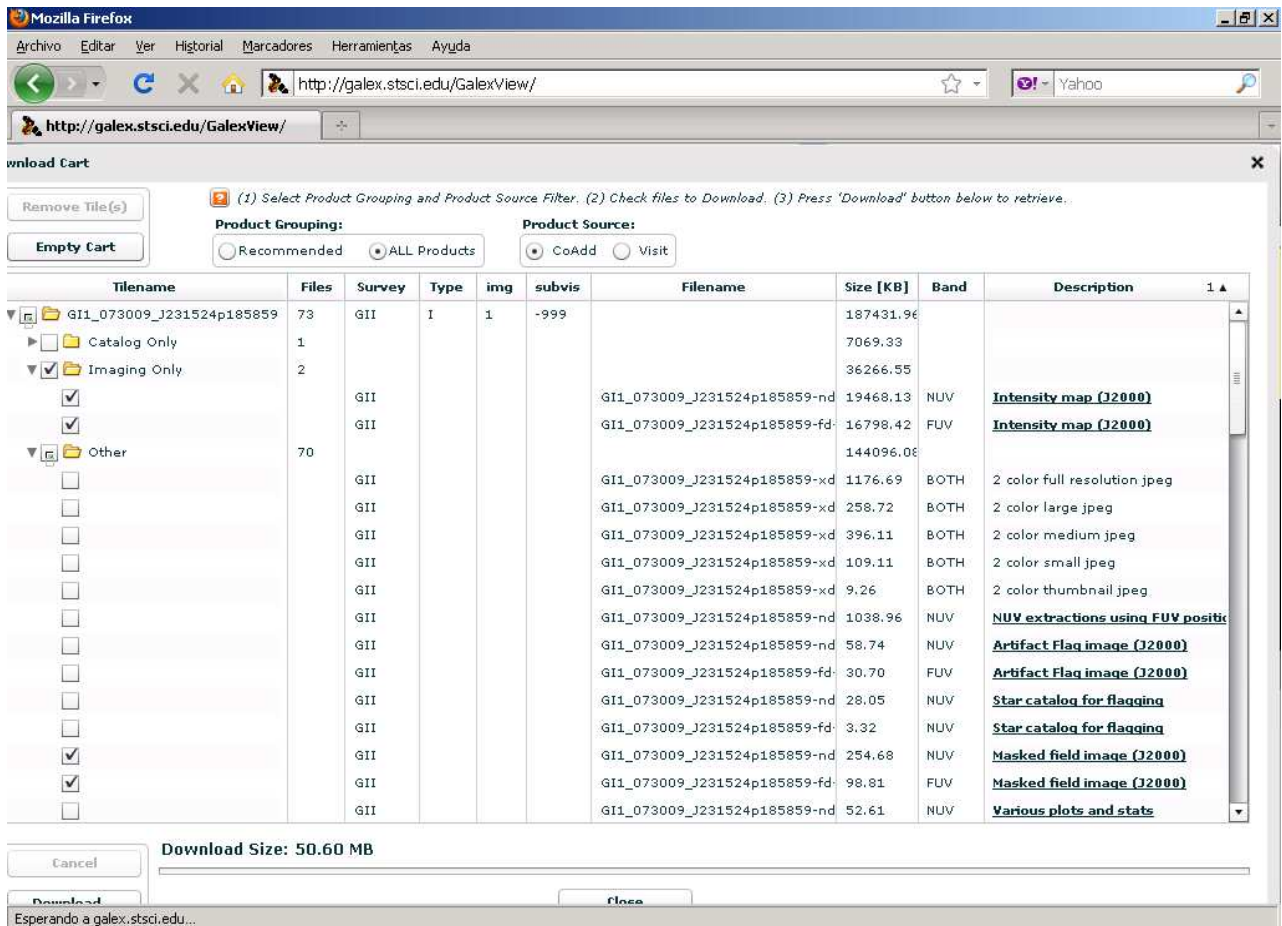 Mozilla Firefox
Archivo Editar Ver Historial Marcadores Herramientas Ayuda
http://galex.stsci.edu/GalexView/ Yahoo
http://galex.stsci.edu/GalexView/
wnload Cart
Remove Tile(s)
(1) Select Product Grouping and Product Source Filter. (2) Check files to Download. (3) Press 'Download' button below to retrieve.
Product Grouping: Product Source:
Empty Cart
Recommended ALL Products CoAdd Visit
Tilename Files Survey Type img subvis Filename Size [KB] Band Description 1
GI1_073009_J231524p185859 73 GII I 1 -999 187431.96
Catalog Only 1 7069.33
Imaging Only 2 36266.55
GII GI1_073009_J231524p185859-nd 19468.13 NUV Intensity map (J2000)
GII GI1_073009_J231524p185859-fd- 16798.42 FUV Intensity map (J2000)
Other 70 144096.08
GII GI1_073009_J231524p185859-xd 1176.69 BOTH 2 color full resolution jpeg
GII GI1_073009_J231524p185859-xd 258.72 BOTH 2 color large jpeg
GII GI1_073009_J231524p185859-xd 396.11 BOTH 2 color medium jpeg
GII GI1_073009_J231524p185859-xd 109.11 BOTH 2 color small jpeg
GII GI1_073009_J231524p185859-xd 9.26 BOTH 2 color thumbnail jpeg
GII GI1_073009_J231524p185859-nd 1038.96 NUV NUV extractions using FUV positic
GII GI1_073009_J231524p185859-nd 58.74 NUV Artifact Flag image (J2000)
GII GI1_073009_J231524p185859-fd- 30.70 FUV Artifact Flag image (J2000)
GII GI1_073009_J231524p185859-nd 28.05 NUV Star catalog for flagging
GII GI1_073009_J231524p185859-fd- 3.32 NUV Star catalog for flagging
GII GI1_073009_J231524p185859-nd 254.68 NUV Masked field image (J2000)
GII GI1_073009_J231524p185859-fd- 98.81 FUV Masked field image (J2000)
GII GI1_073009_J231524p185859-nd 52.61 NUV Various plots and stats
Download Size: 50.60 MB
Cancel
Download Close
Esperando a galex.stsci.edu...